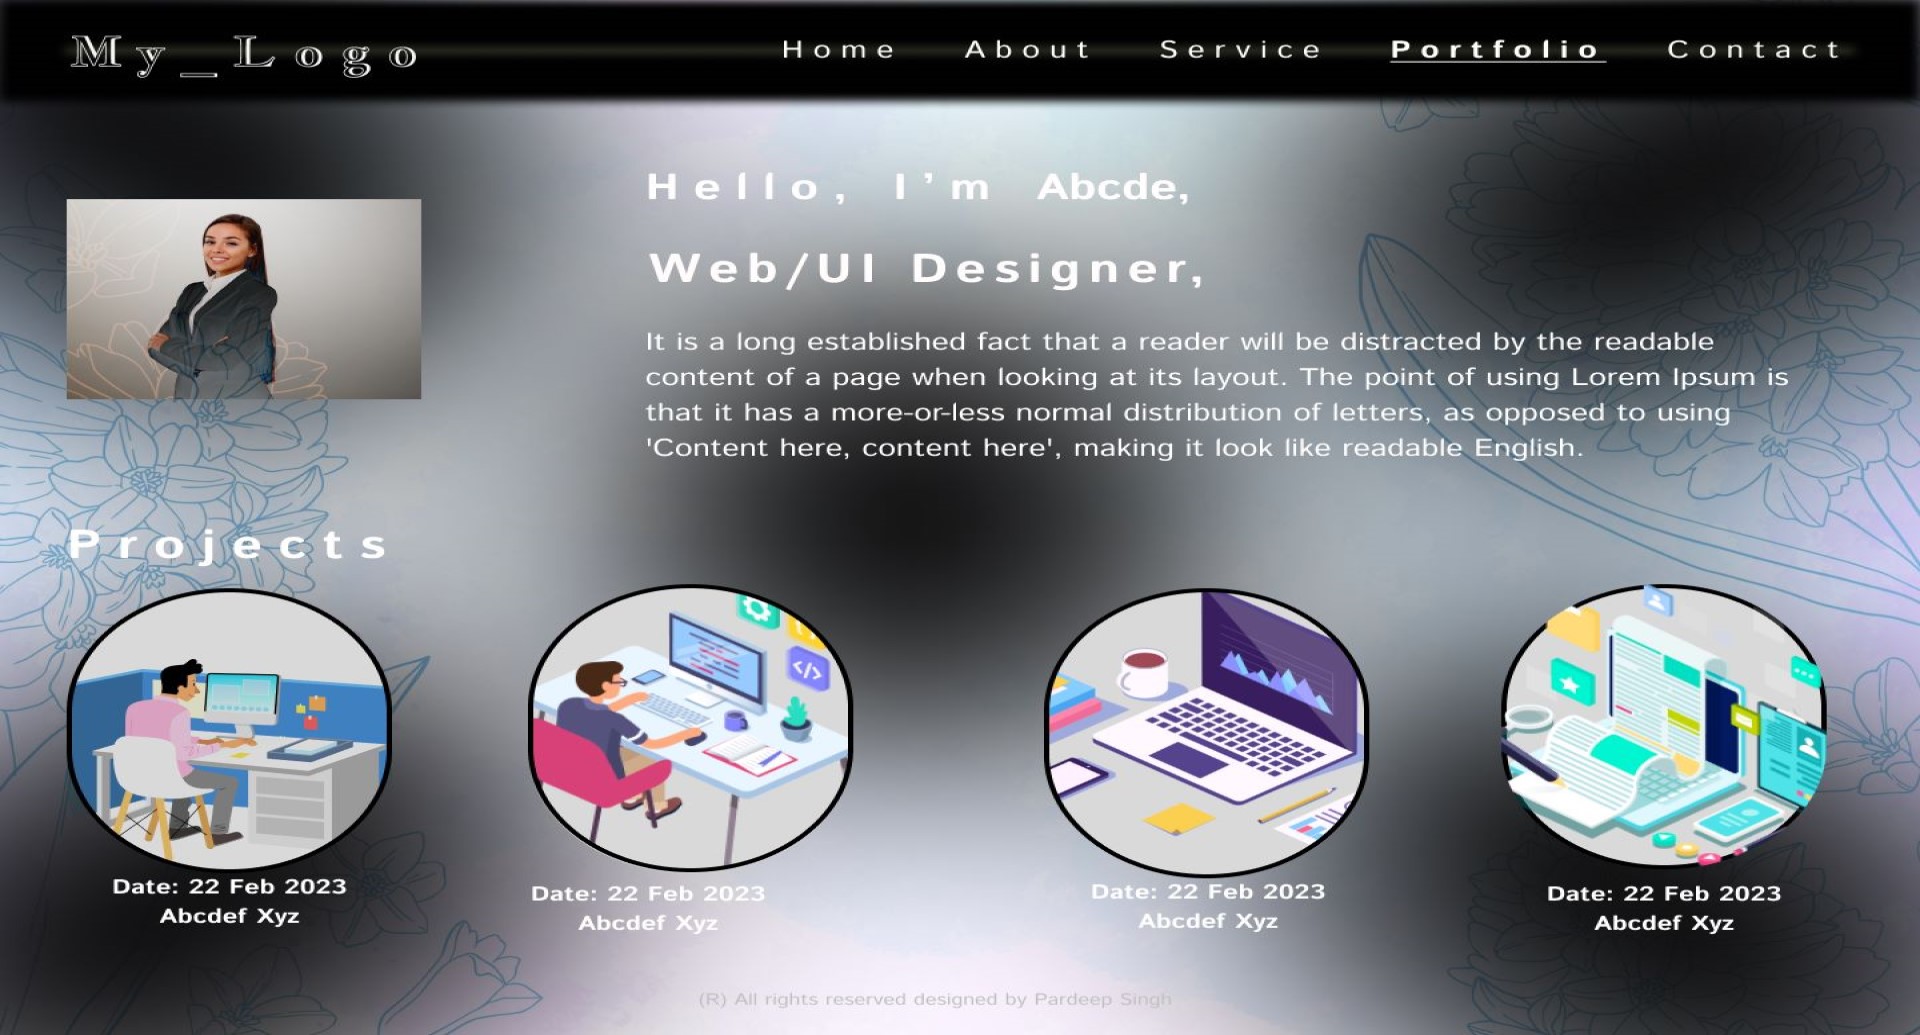 My_Logo
Home About Service Portfolio Contact
Hello, I'm Abcde,
Web/UI Designer,
It is a long established fact that a reader will be distracted by the readable
content of a page when looking at its layout. The point of using Lorem Ipsum is
that it has a more-or-less normal distribution of letters, as opposed to using
'Content here, content here', making it look like readable English.
Projects
</>
Date: 22 Feb 2023
Abcdef Xyz
Date: 22 Feb 2023
Abcdef Xyz
Date: 22 Feb 2023
Abcdef Xyz
Date: 22 Feb 2023
Abcdef Xyz
(R) All rights reserved designed by Pardeep Singh